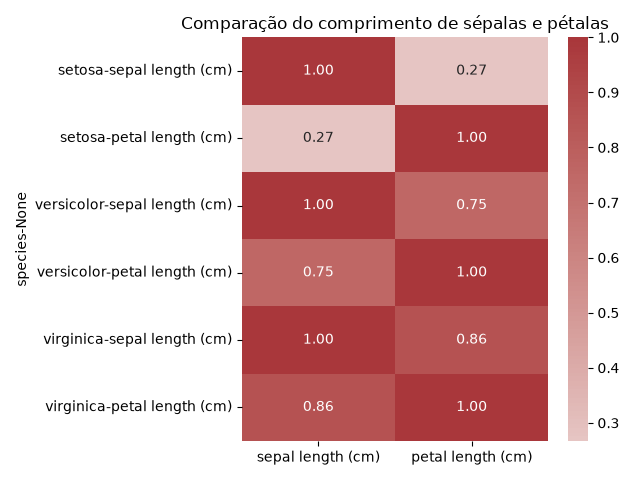 Comparação do comprimento de sépalas e pétalas
species-None
setosa-sepal length (cm) 1.00 0.27
setosa-petal length (cm) 0.27 1.00
versicolor-sepal length (cm) 1.00 0.75
versicolor-petal length (cm) 0.75 1.00
virginica-sepal length (cm) 1.00 0.86
virginica-petal length (cm) 0.86 1.00
sepal length (cm) petal length (cm)
1.0
0.9
0.8
0.7
0.6
0.5
0.4
0.3